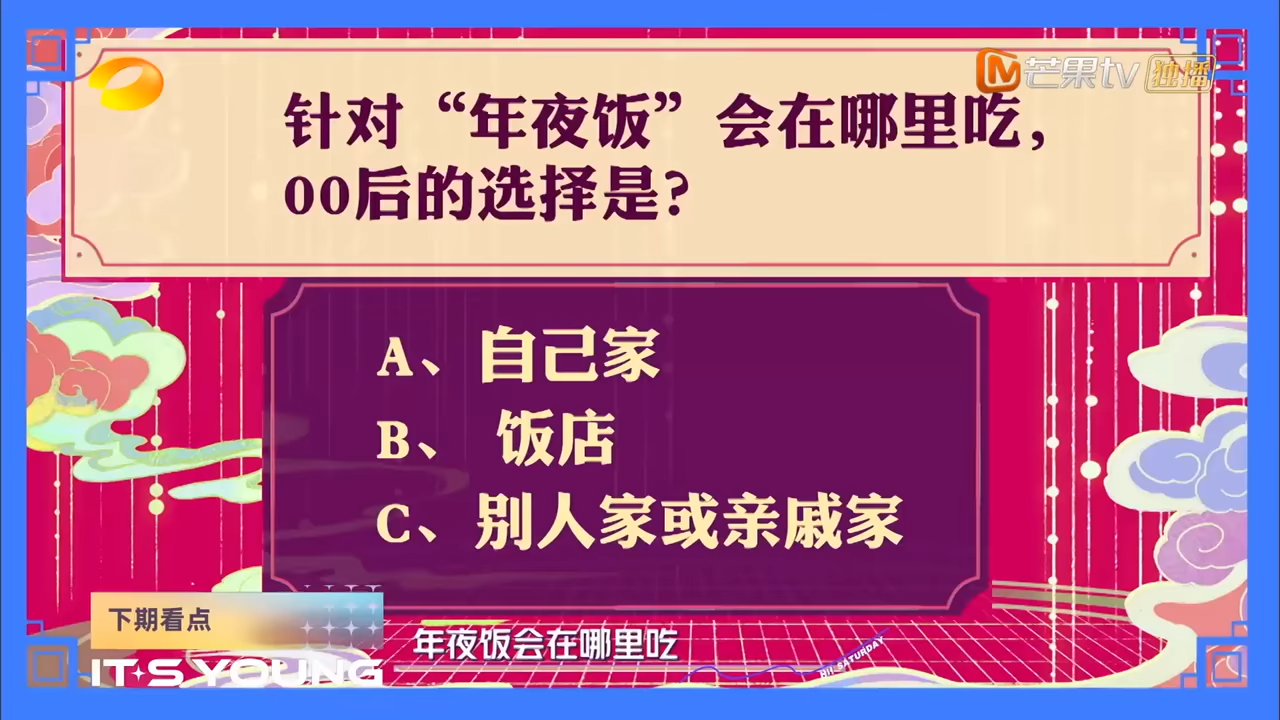 芒果tv 独播
针对“年夜饭”会在哪里吃，
00后的选择是？
A、自己家
B、 饭店
C、别人家或亲戚家
下期看点
年夜饭会在哪里吃
IT'S YOUNG
HI! SATURDAY